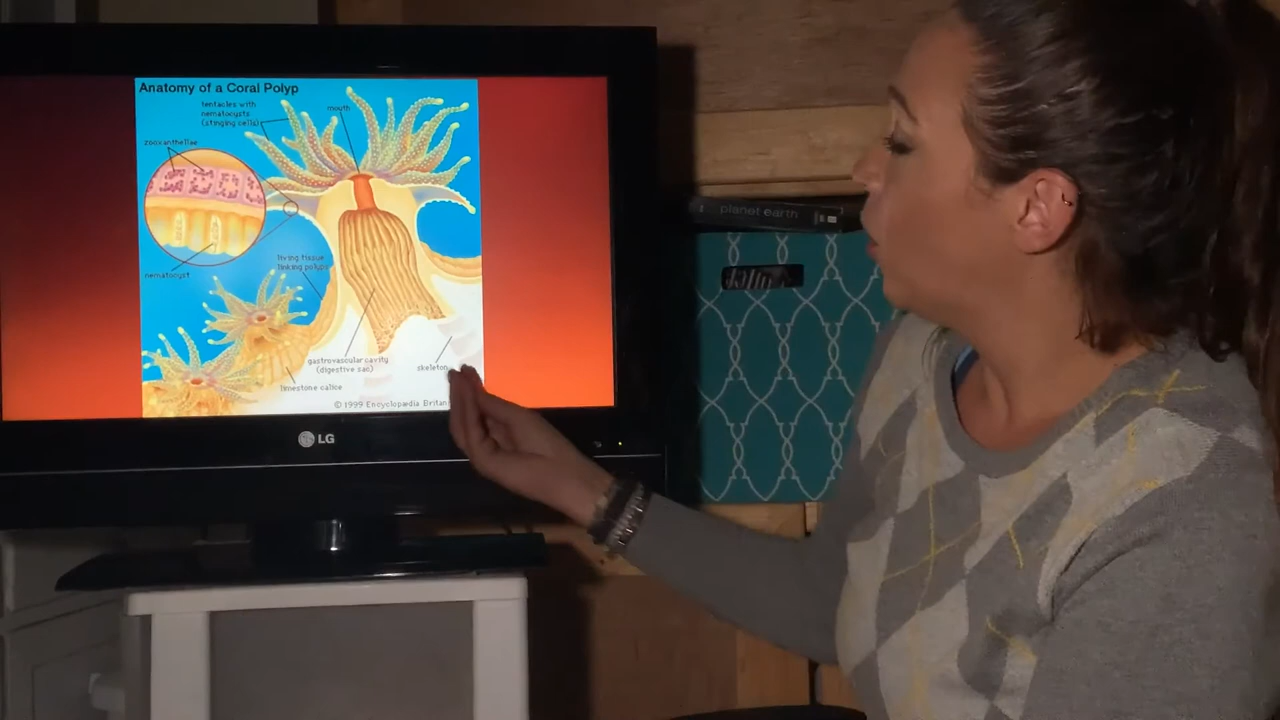 Anatomy of a Coral Polyp
tentacles with
nematocysts
(stinging cells)
mouth
zooxanthellae
nematocyst
living tissue
linking polyps
gastrovascular cavity
(digestive sac)
skeleton
limestone calice
© 1999 Encyclopædia
LG
planet earth